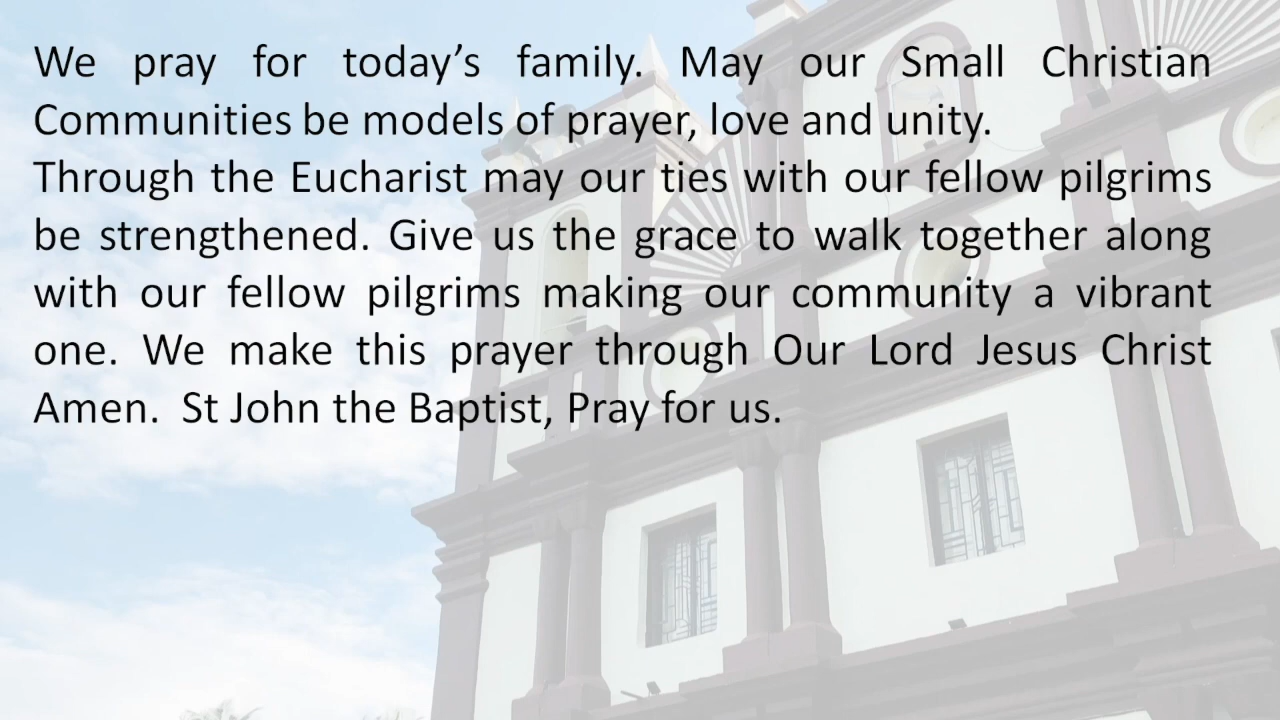 We pray for today’s family. May our Small Christian
Communities be models of prayer, love and unity.
Through the Eucharist may our ties with our fellow pilgrims
be strengthened. Give us the grace to walk together along
with our fellow pilgrims making our community a vibrant
one. We make this prayer through Our Lord Jesus Christ
Amen.  St John the Baptist, Pray for us.